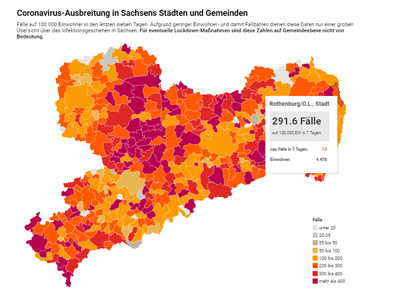 Coronavirus-Ausbreitung in Sachsens Städten und Gemeinden
Fälle auf 100.000 Einwohner in den letzten sieben Tagen. Aufgrund geringer Einwohner- und damit Fallzahlen dienen diese Daten nur einer groben
Übersicht über das Infektionsgeschehen in Sachsen. Für eventuelle Lockdown-Maßnahmen sind diese Zahlen auf Gemeindeebene nicht von
Bedeutung.
Rothenburg/O.L., Stadt
291.6 Fälle
auf 100.000 EW in 7 Tagen
neu Fälle in 7 Tagen: 13
Einwohner: 4.458
Fälle
unter 20
20-35
35 bis 50
50 bis 100
100 bis 200
200 bis 300
300 bis 400
mehr als 400